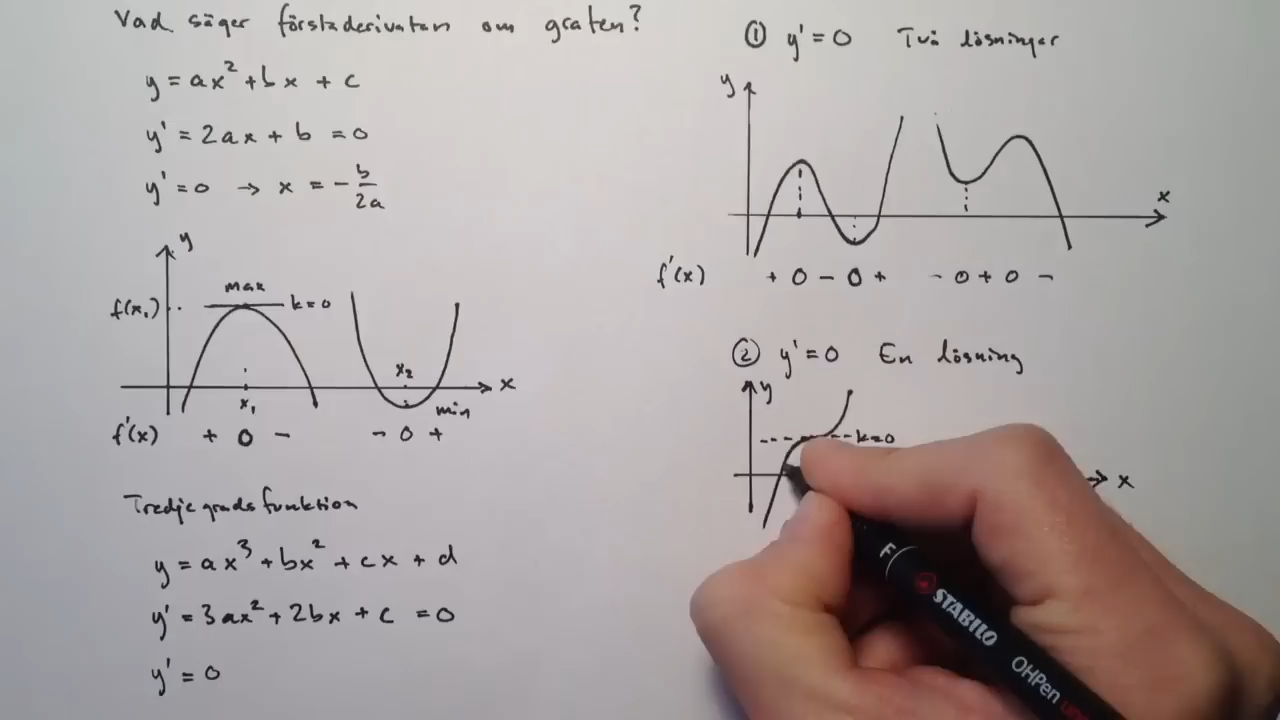 Vad säger förstaderivatan om grafen?
y = ax² + bx + c
y' = 2ax + b = 0
y' = 0 → x = -b/2a
y
max
f(x₁) k=0
x₂
x₁ min x
f'(x) + 0 - - 0 +
Tredjegradsfunktion
y = ax³ + bx² + cx + d
y' = 3ax² + 2bx + c = 0
y' = 0
① y' = 0 Två lösningar
y
x
f'(x) + 0 - 0 + - 0 + 0 -
② y' = 0 En lösning
y
k=0
x
F
STABILO
OHPen